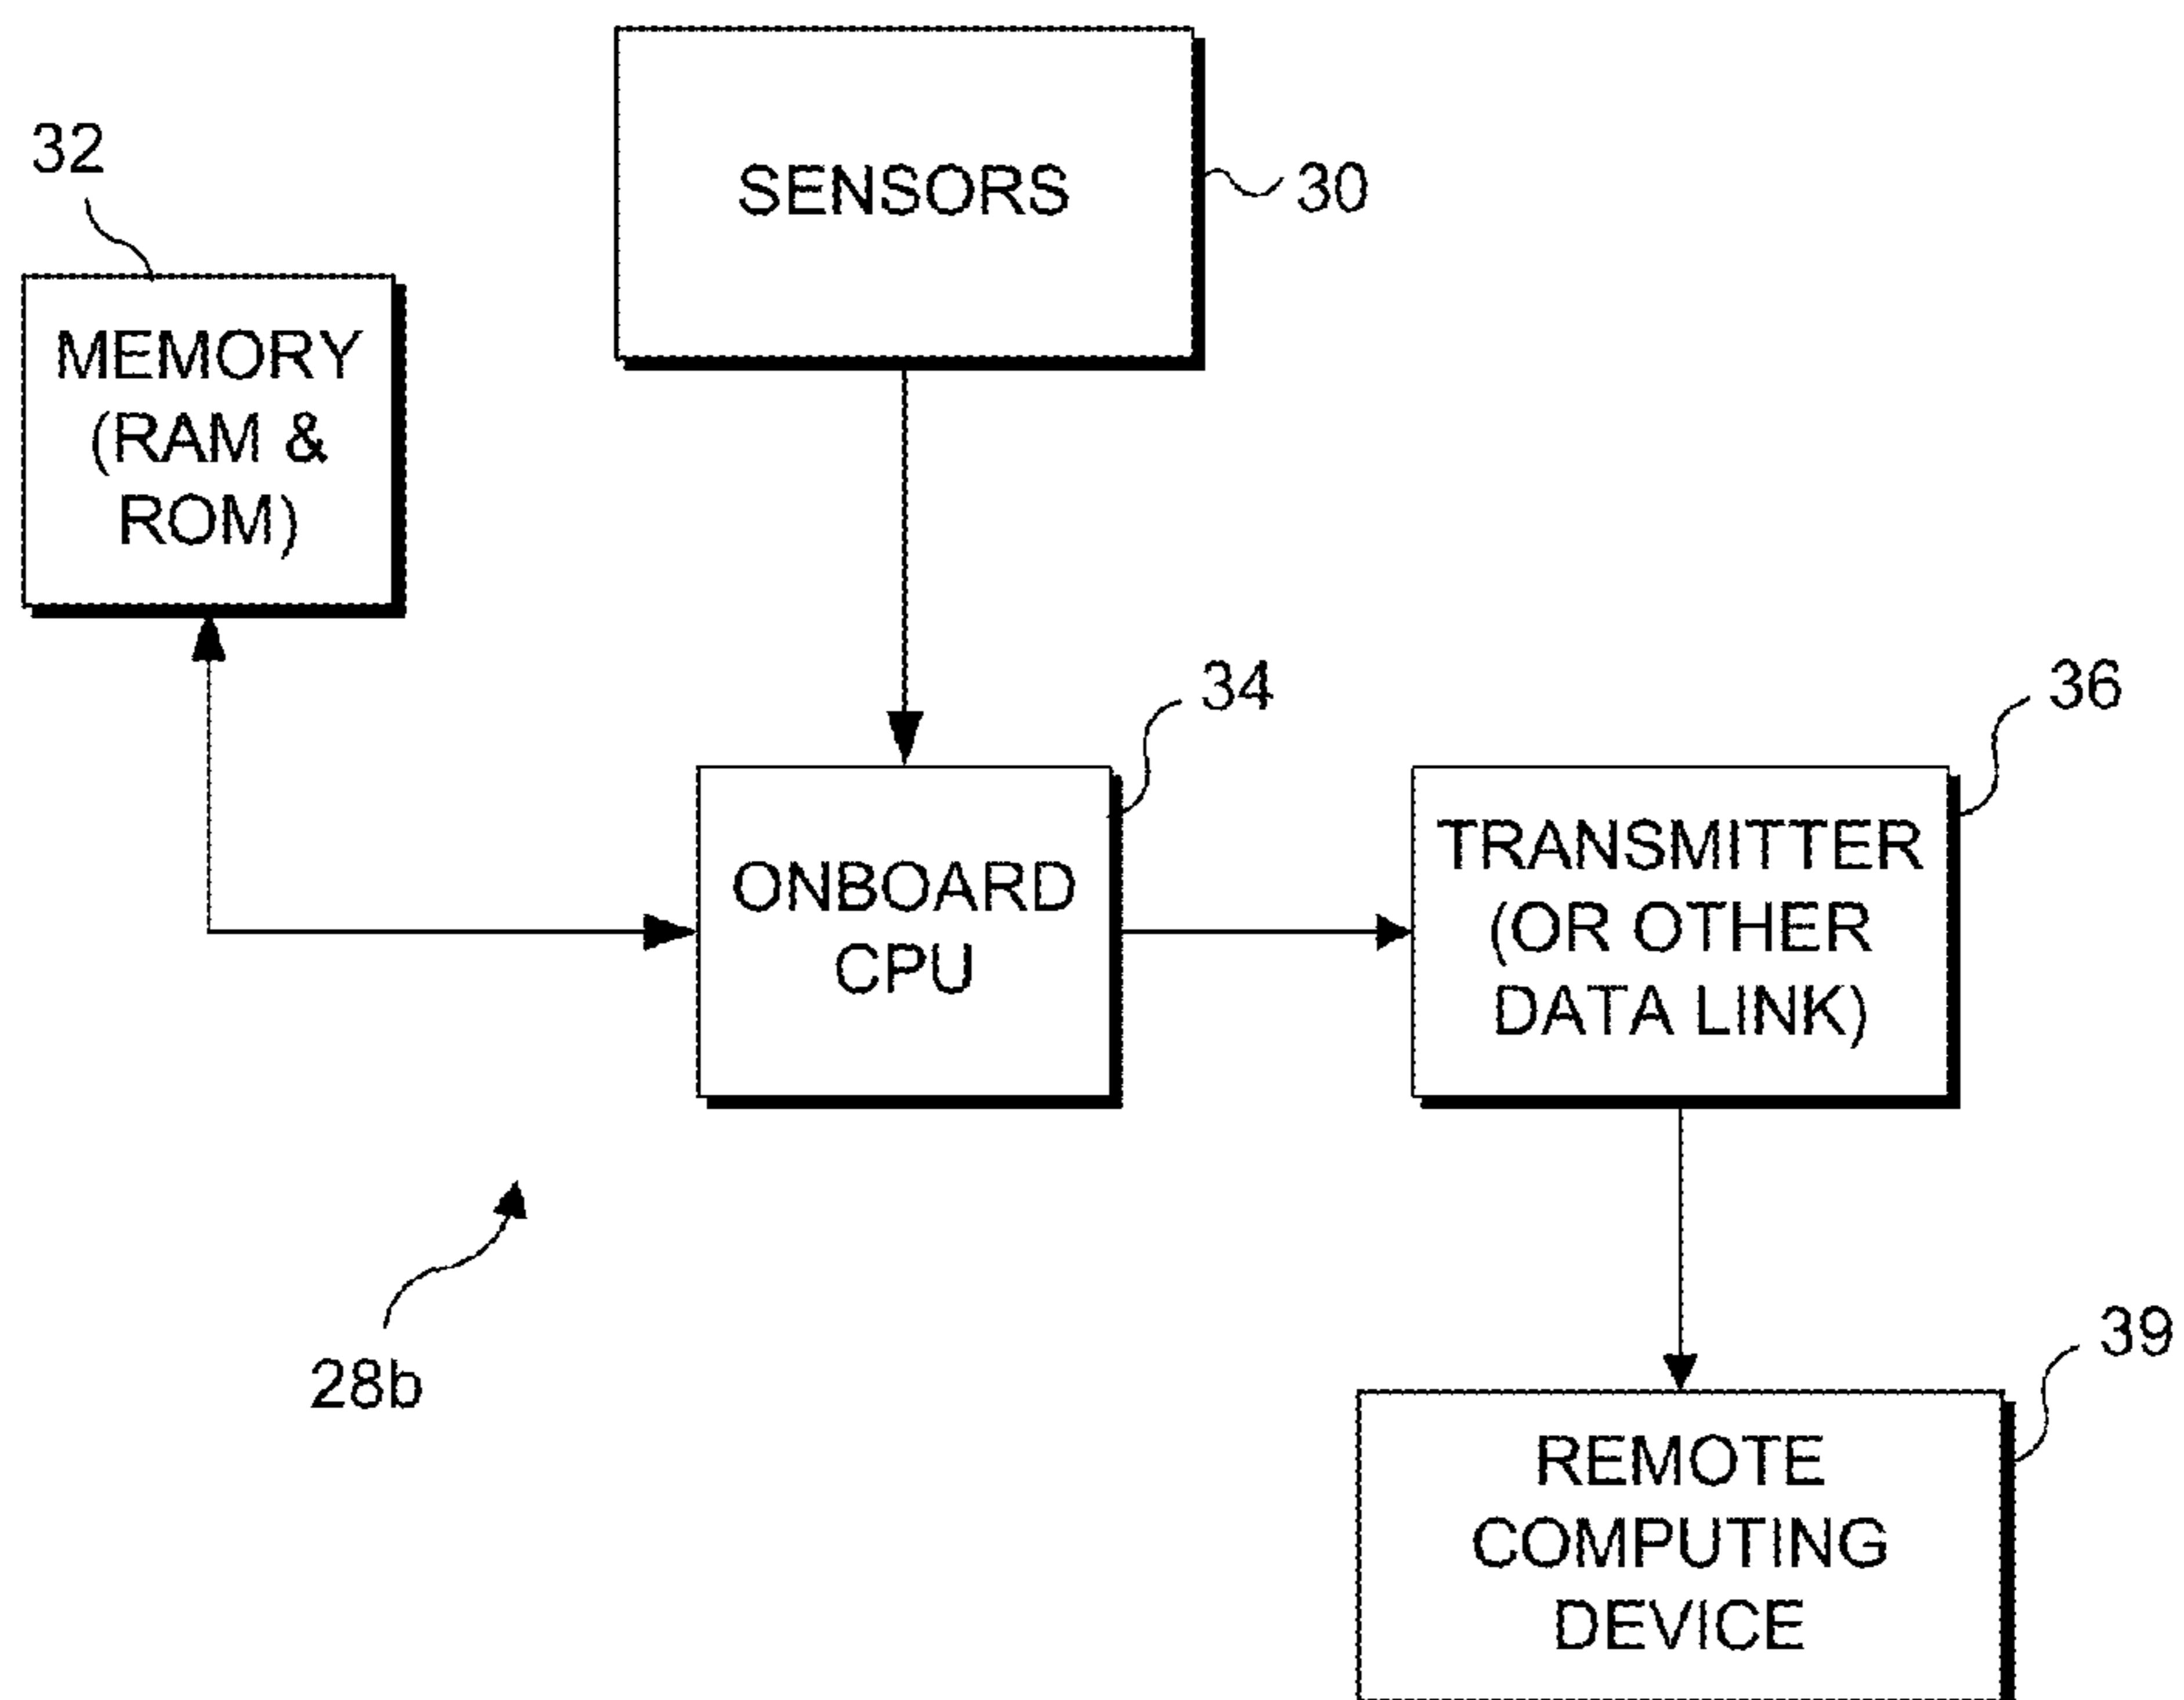 SENSORS
30
32
MEMORY
(RAM &
ROM)
34
36
ONBOARD
CPU
TRANSMITTER
(OR OTHER
DATA LINK)
28b
39
REMOTE
COMPUTING
DEVICE